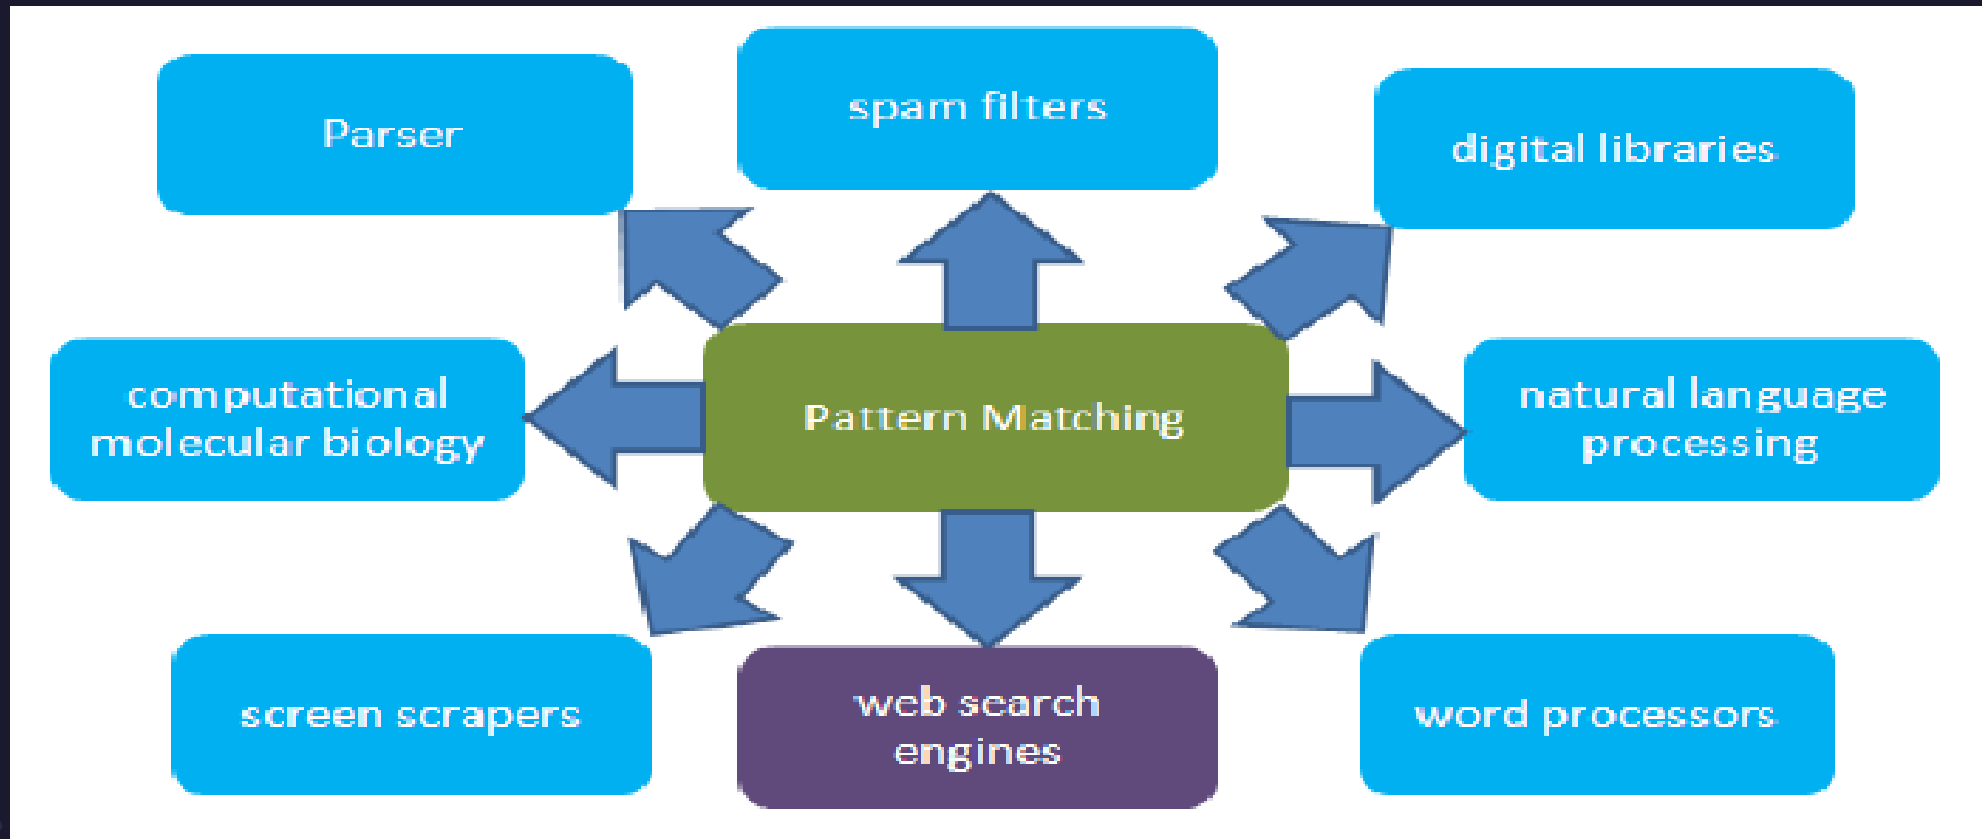 Parser
spam filters
digital libraries
computational
molecular biology
Pattern Matching
natural language
processing
screen scrapers
web search
engines
word processors